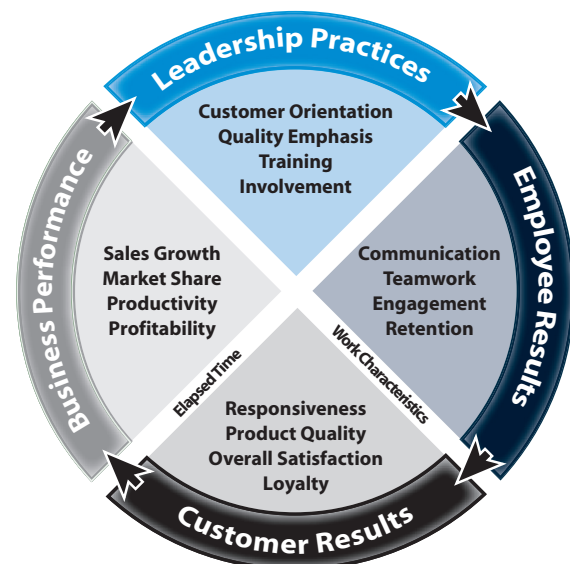 Leadership Practices
Customer Orientation
Quality Emphasis
Training
Involvement
Employee Results
Communication
Teamwork
Engagement
Retention
Work Characteristics
Customer Results
Responsiveness
Product Quality
Overall Satisfaction
Loyalty
Elapsed Time
Business Performance
Sales Growth
Market Share
Productivity
Profitability